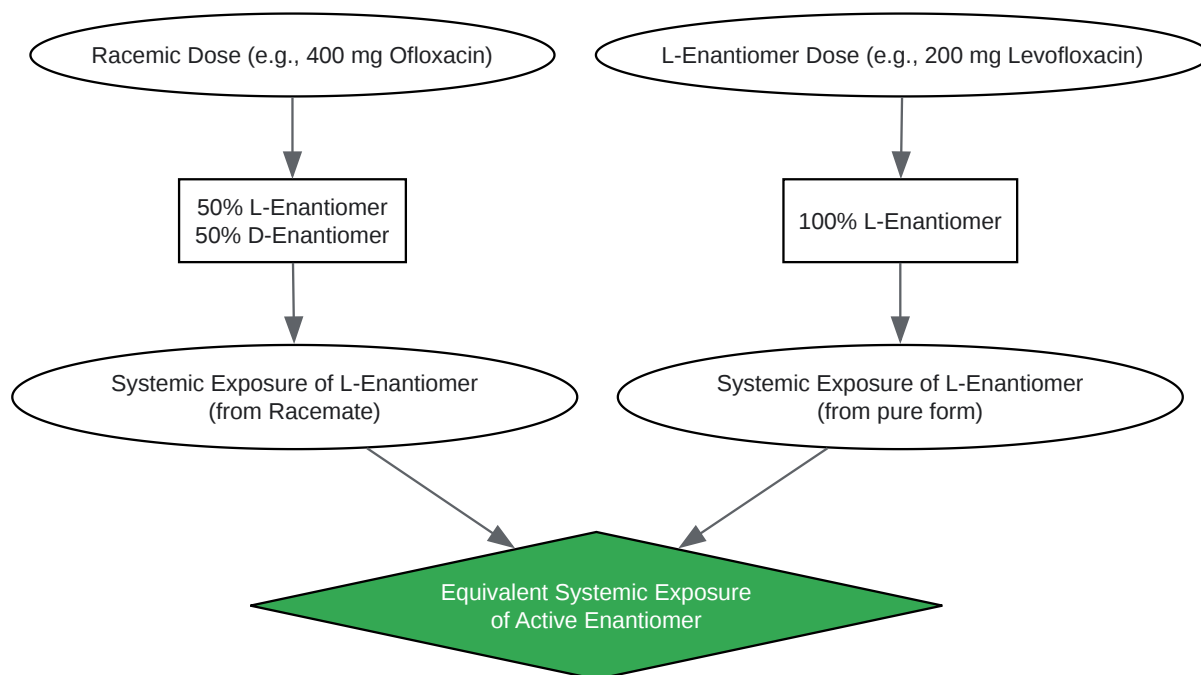 Racemic Dose (e.g., 400 mg Ofloxacin)
L-Enantiomer Dose (e.g., 200 mg Levofloxacin)
50% L-Enantiomer
50% D-Enantiomer
100% L-Enantiomer
Systemic Exposure of L-Enantiomer
(from Racemate)
Systemic Exposure of L-Enantiomer
(from pure form)
Equivalent Systemic Exposure
of Active Enantiomer